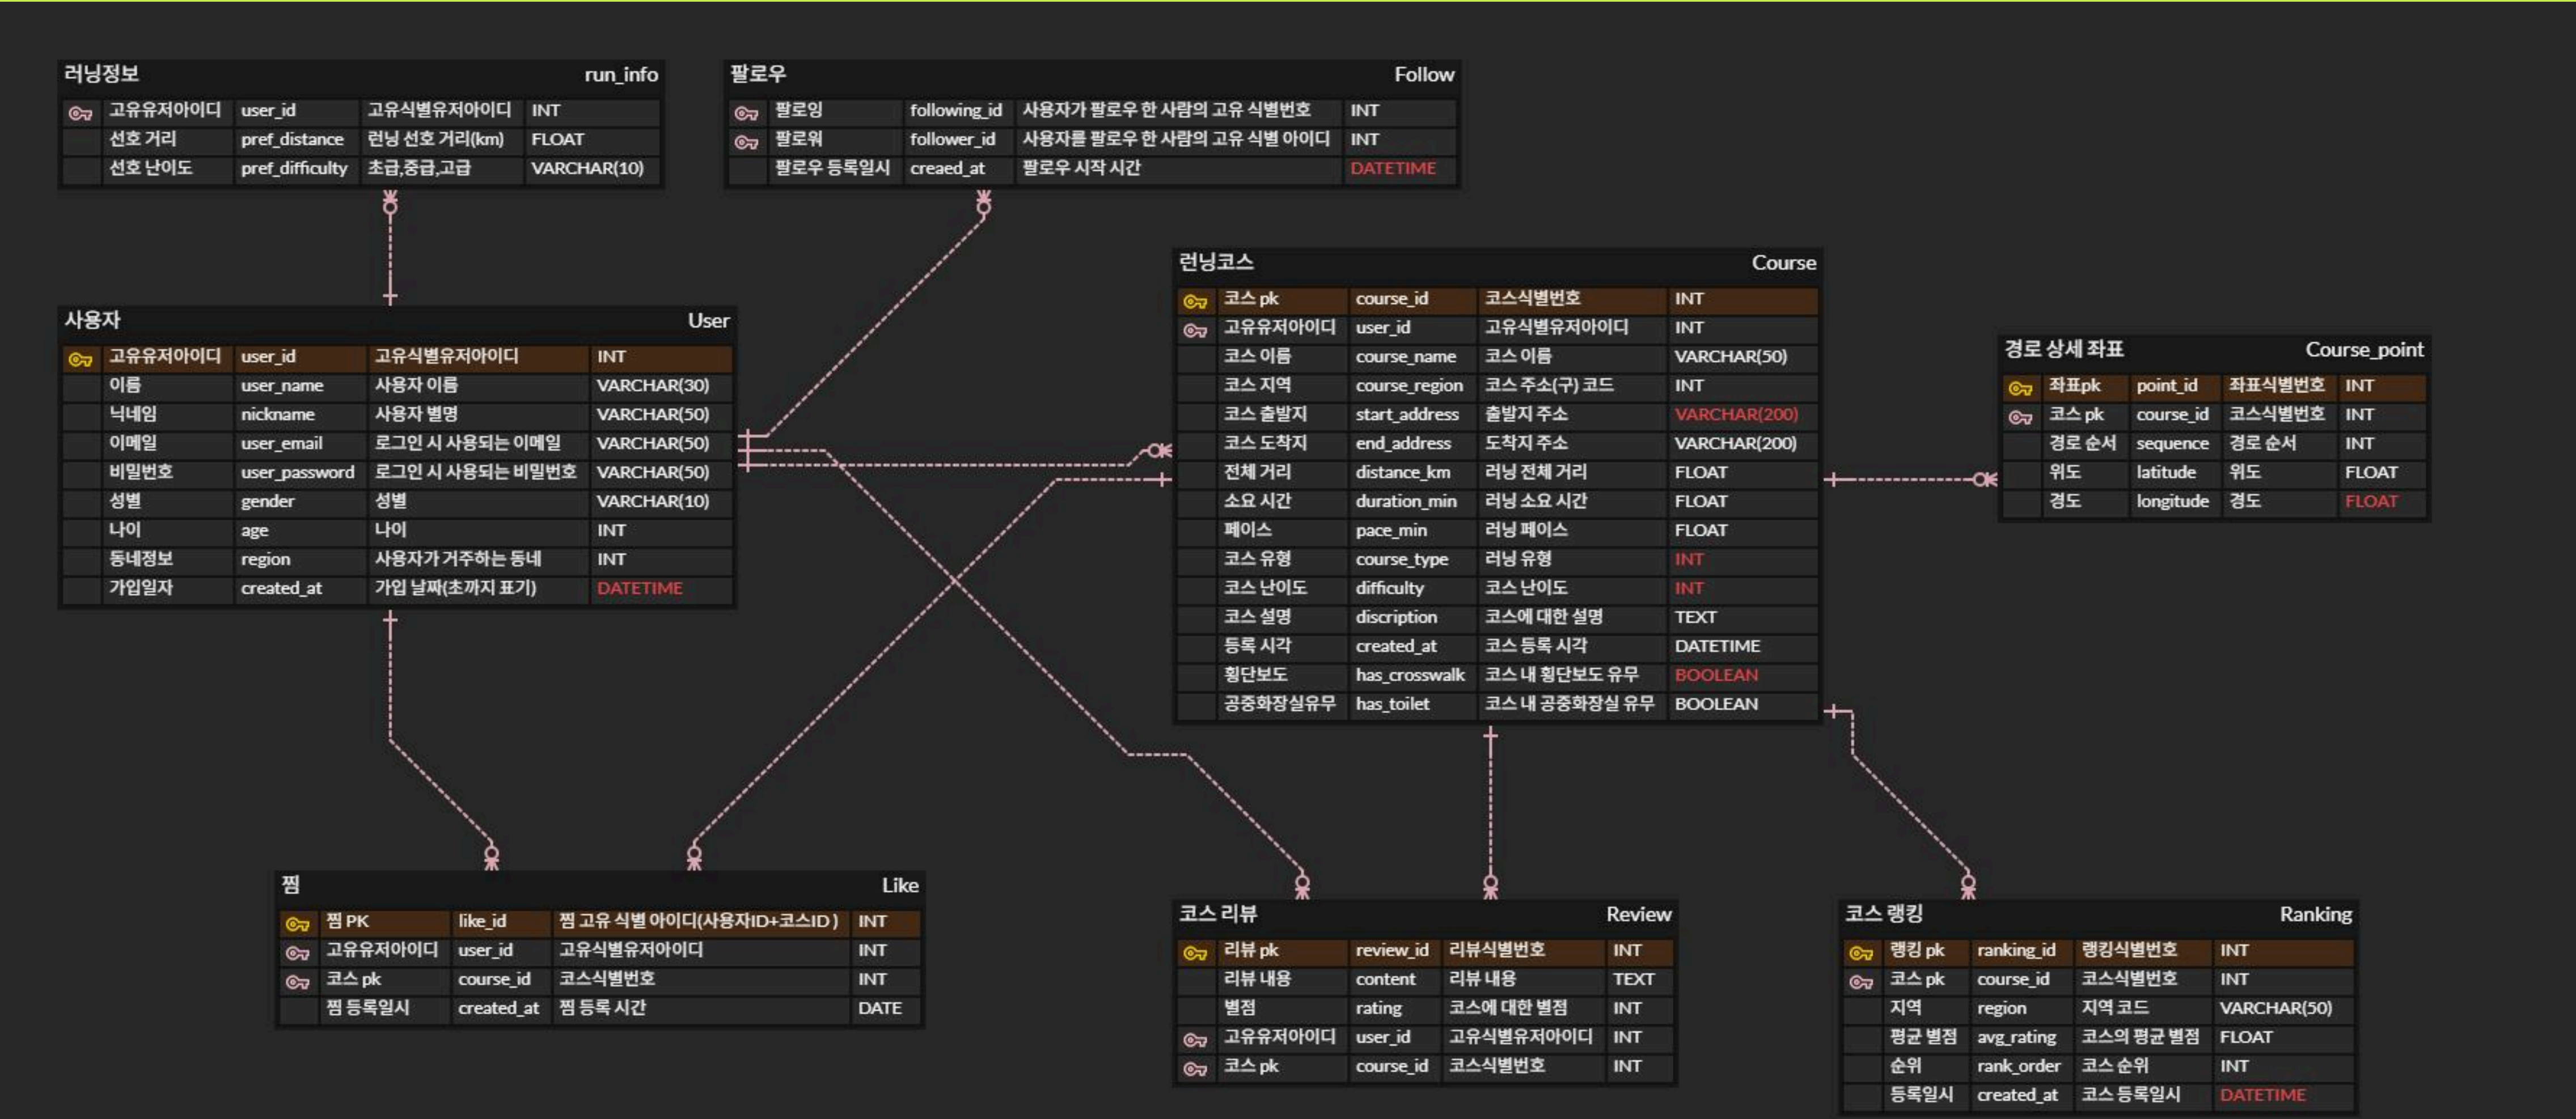 러닝정보 run_info
고유유저아이디 user_id 고유식별유저아이디 INT
선호 거리 pref_distance 런닝 선호 거리(km) FLOAT
선호 난이도 pref_difficulty 초급,중급,고급 VARCHAR(10)
팔로우 Follow
팔로잉 following_id 사용자가 팔로우 한 사람의 고유 식별번호 INT
팔로워 follower_id 사용자를 팔로우 한 사람의 고유 식별 아이디 INT
팔로우 등록일시 creaed_at 팔로우 시작 시간 DATETIME
사용자 User
고유유저아이디 user_id 고유식별유저아이디 INT
이름 user_name 사용자 이름 VARCHAR(30)
닉네임 nickname 사용자 별명 VARCHAR(50)
이메일 user_email 로그인 시 사용되는 이메일 VARCHAR(50)
비밀번호 user_password 로그인 시 사용되는 비밀번호 VARCHAR(50)
성별 gender 성별 VARCHAR(10)
나이 age 나이 INT
동네정보 region 사용자가 거주하는 동네 INT
가입일자 created_at 가입 날짜(초까지 표기) DATETIME
런닝코스 Course
코스 pk course_id 코스식별번호 INT
고유유저아이디 user_id 고유식별유저아이디 INT
코스 이름 course_name 코스 이름 VARCHAR(50)
코스 지역 course_region 코스 주소(구) 코드 INT
코스 출발지 start_address 출발지 주소 VARCHAR(200)
코스 도착지 end_address 도착지 주소 VARCHAR(200)
전체 거리 distance_km 러닝 전체 거리 FLOAT
소요 시간 duration_min 러닝 소요 시간 FLOAT
페이스 pace_min 러닝 페이스 FLOAT
코스 유형 course_type 러닝 유형 INT
코스 난이도 difficulty 코스 난이도 INT
코스 설명 discription 코스에 대한 설명 TEXT
등록 시각 created_at 코스 등록 시각 DATETIME
횡단보도 has_crosswalk 코스 내 횡단보도 유무 BOOLEAN
공중화장실유무 has_toilet 코스 내 공중화장실 유무 BOOLEAN
경로 상세 좌표 Course_point
좌표pk point_id 좌표식별번호 INT
코스 pk course_id 코스식별번호 INT
경로 순서 sequence 경로 순서 INT
위도 latitude 위도 FLOAT
경도 longitude 경도 FLOAT
찜 Like
찜 PK like_id 찜 고유 식별 아이디(사용자ID+코스ID ) INT
고유유저아이디 user_id 고유식별유저아이디 INT
코스 pk course_id 코스식별번호 INT
찜 등록일시 created_at 찜 등록 시간 DATE
코스 리뷰 Review
리뷰 pk review_id 리뷰식별번호 INT
리뷰 내용 content 리뷰 내용 TEXT
별점 rating 코스에 대한 별점 INT
고유유저아이디 user_id 고유식별유저아이디 INT
코스 pk course_id 코스식별번호 INT
코스 랭킹 Ranking
랭킹 pk ranking_id 랭킹식별번호 INT
코스 pk course_id 코스식별번호 INT
지역 region 지역 코드 VARCHAR(50)
평균 별점 avg_rating 코스의 평균 별점 FLOAT
순위 rank_order 코스 순위 INT
등록일시 created_at 코스 등록일시 DATETIME